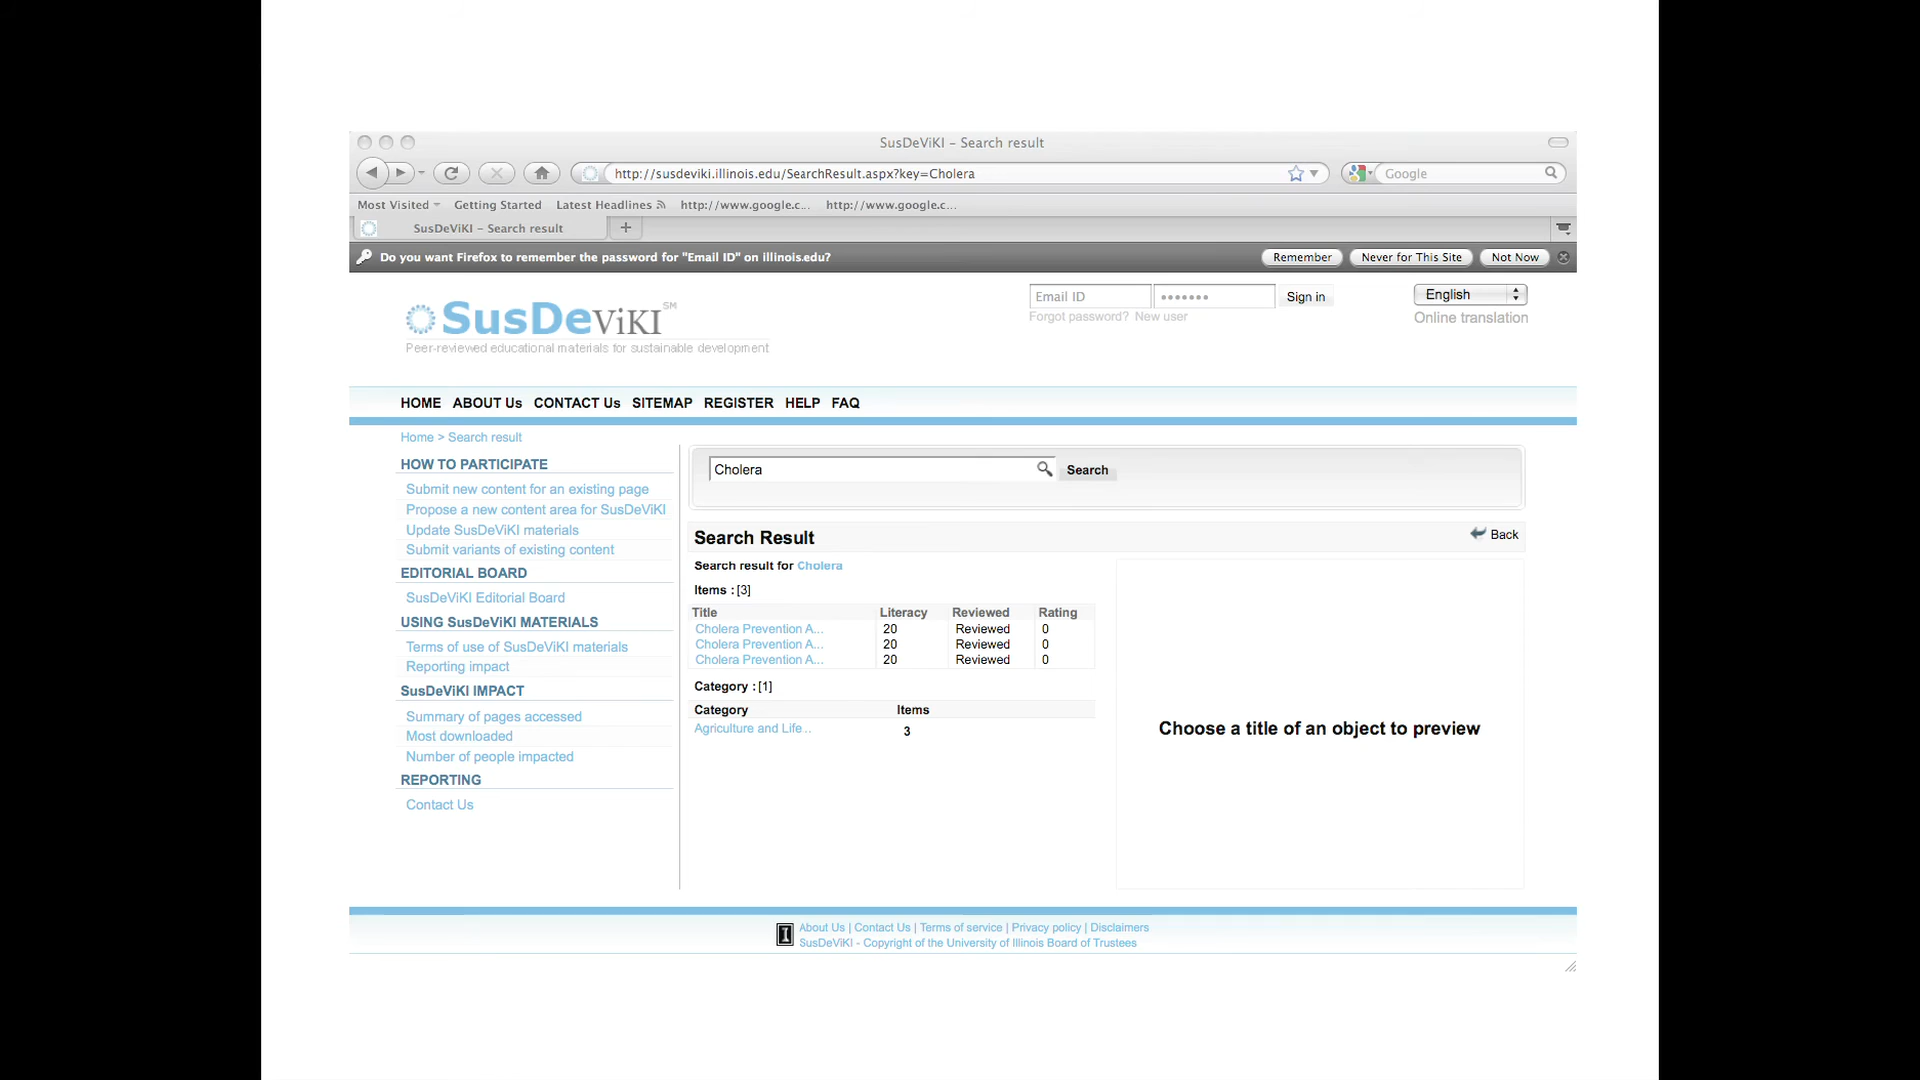 SusDeViKI – Search result
http://susdeviki.illinois.edu/SearchResult.aspx?key=Cholera
Google
Most Visited Getting Started Latest Headlines http://www.google.c... http://www.google.c...
SusDeViKI – Search result +
Do you want Firefox to remember the password for "Email ID" on illinois.edu? Remember Never for This Site Not Now
SusDeViKI SM
Peer-reviewed educational materials for sustainable development
Email ID ••••••• Sign in
Forgot password? New user
English
Online translation
HOME ABOUT Us CONTACT Us SITEMAP REGISTER HELP FAQ
Home > Search result
HOW TO PARTICIPATE
Submit new content for an existing page
Propose a new content area for SusDeViKI
Update SusDeViKI materials
Submit variants of existing content
EDITORIAL BOARD
SusDeViKI Editorial Board
USING SusDeViKI MATERIALS
Terms of use of SusDeViKI materials
Reporting impact
SusDeViKI IMPACT
Summary of pages accessed
Most downloaded
Number of people impacted
REPORTING
Contact Us
Cholera Search
Search Result Back
Search result for Cholera
Items : [3]
Title Literacy Reviewed Rating
Cholera Prevention A... 20 Reviewed 0
Cholera Prevention A... 20 Reviewed 0
Cholera Prevention A... 20 Reviewed 0
Category : [1]
Category Items
Agriculture and Life .. 3
Choose a title of an object to preview
I
About Us | Contact Us | Terms of service | Privacy policy | Disclaimers
SusDeViKI - Copyright of the University of Illinois Board of Trustees